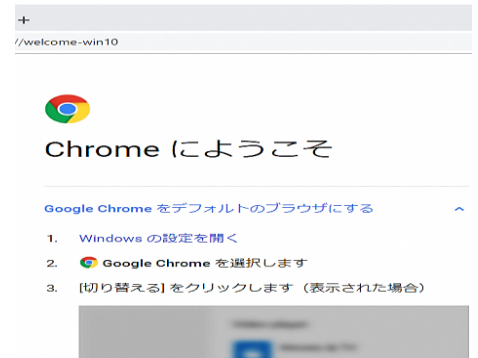 +
//welcome-win10
Chrome にようこそ
Google Chrome をデフォルトのブラウザにする
1. Windows の設定を開く
2. Google Chrome を選択します
3. [切り替える] をクリックします（表示された場合）